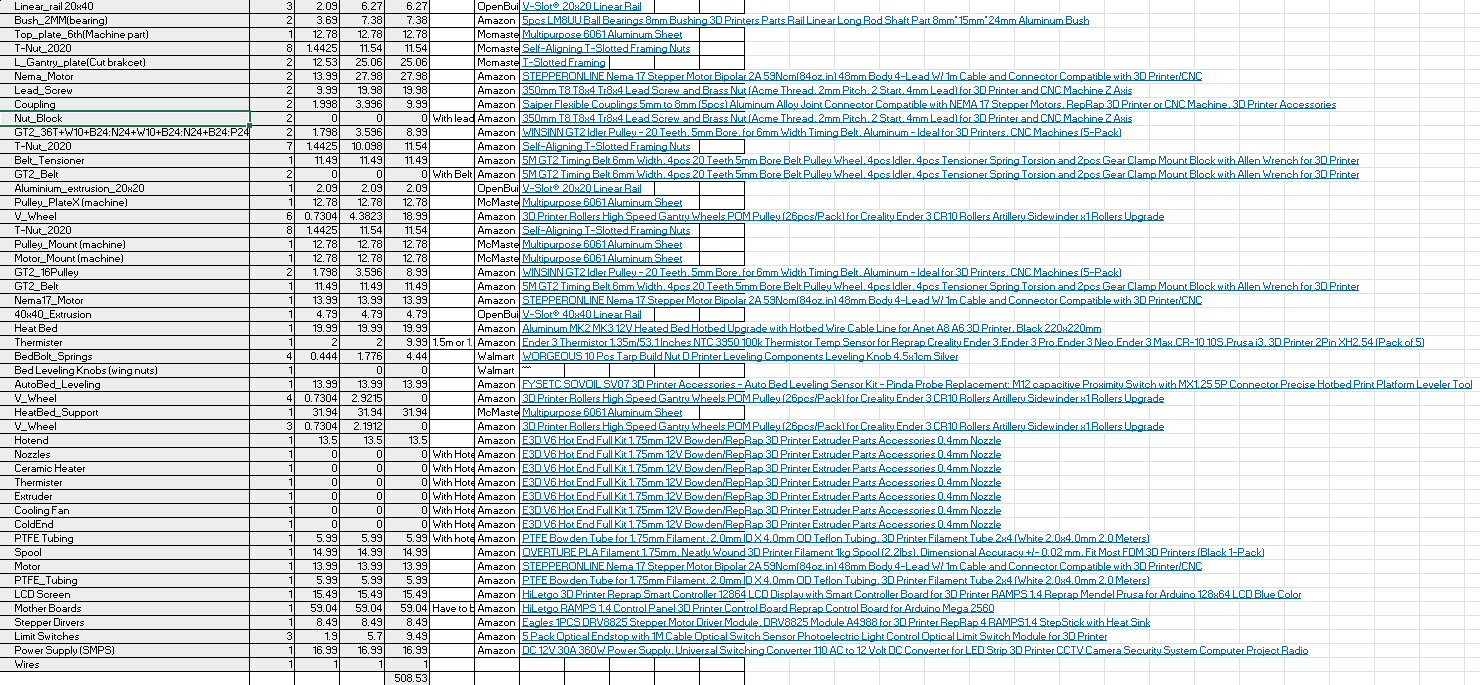 Linear_rail 20x40 3 2.09 6.27 6.27 OpenBui V-Slot® 20x20 Linear Rail
Bush_2MM(bearing) 2 3.69 7.38 7.38 Amazon 5pcs LM8UU Ball Bearings 8mm Bushing 3D Printers Parts Rail Linear Long Rod Shaft Part 8mm*15mm*24mm Aluminum Bush
Top_plate_6th(Machine part) 1 12.78 12.78 12.78 Mcmaste Multipurpose 6061 Aluminum Sheet
T-Nut_2020 8 1.4425 11.54 11.54 Mcmaste Self-Aligning T-Slotted Framing Nuts
L_Gantry_plate(Cut brakcet) 2 12.53 25.06 25.06 Mcmaste T-Slotted Framing
Nema_Motor 2 13.99 27.98 27.98 Amazon STEPPERONLINE Nema 17 Stepper Motor Bipolar 2A 59Ncm(84oz.in) 48mm Body 4-Lead W/ 1m Cable and Connector Compatible with 3D Printer/CNC
Lead_Screw 2 9.99 19.98 19.98 Amazon 350mm T8 T8x4 Tr8x4 Lead Screw and Brass Nut (Acme Thread, 2mm Pitch, 2 Start, 4mm Lead) for 3D Printer and CNC Machine Z Axis
Coupling 2 1.998 3.996 9.99 Amazon Saiper Flexible Couplings 5mm to 8mm (5pcs) Aluminum Alloy Joint Connector Compatible with NEMA 17 Stepper Motors, RepRap 3D Printer or CNC Machine, 3D Printer Accessories
Nut_Block 2 0 0 0 With lead Amazon 350mm T8 T8x4 Tr8x4 Lead Screw and Brass Nut (Acme Thread, 2mm Pitch, 2 Start, 4mm Lead) for 3D Printer and CNC Machine Z Axis
GT2_36T+W10+B24:N24+W10+B24:N24+B24:P24 2 1.798 3.596 8.99 Amazon WINSINN GT2 Idler Pulley - 20 Teeth, 5mm Bore, for 6mm Width Timing Belt, Aluminum - Ideal for 3D Printers, CNC Machines (5-Pack)
T-Nut_2020 7 1.4425 10.098 11.54 Amazon Self-Aligning T-Slotted Framing Nuts
Belt_Tensioner 1 11.49 11.49 11.49 Amazon 5M GT2 Timing Belt 6mm Width, 4pcs 20 Teeth 5mm Bore Belt Pulley Wheel, 4pcs Idler, 4pcs Tensioner Spring Torsion and 2pcs Gear Clamp Mount Block with Allen Wrench for 3D Printer
GT2_Belt 2 0 0 0 With Belt Amazon 5M GT2 Timing Belt 6mm Width, 4pcs 20 Teeth 5mm Bore Belt Pulley Wheel, 4pcs Idler, 4pcs Tensioner Spring Torsion and 2pcs Gear Clamp Mount Block with Allen Wrench for 3D Printer
Aluminium_extrusion_20x20 1 2.09 2.09 2.09 OpenBui V-Slot® 20x20 Linear Rail
Pulley_PlateX (machine) 1 12.78 12.78 12.78 McMaste Multipurpose 6061 Aluminum Sheet
V_Wheel 6 0.7304 4.3823 18.99 Amazon 3D Printer Rollers High Speed Gantry Wheels POM Pulley (26pcs/Pack) for Creality Ender 3 CR10 Rollers Artillery Sidewinder x1 Rollers Upgrade
T-Nut_2020 8 1.4425 11.54 11.54 Amazon Self-Aligning T-Slotted Framing Nuts
Pulley_Mount (machine) 1 12.78 12.78 12.78 McMaste Multipurpose 6061 Aluminum Sheet
Motor_Mount (machine) 1 12.78 12.78 12.78 McMaste Multipurpose 6061 Aluminum Sheet
GT2_16Pulley 2 1.798 3.596 8.99 Amazon WINSINN GT2 Idler Pulley - 20 Teeth, 5mm Bore, for 6mm Width Timing Belt, Aluminum - Ideal for 3D Printers, CNC Machines (5-Pack)
GT2_Belt 1 11.49 11.49 11.49 Amazon 5M GT2 Timing Belt 6mm Width, 4pcs 20 Teeth 5mm Bore Belt Pulley Wheel, 4pcs Idler, 4pcs Tensioner Spring Torsion and 2pcs Gear Clamp Mount Block with Allen Wrench for 3D Printer
Nema17_Motor 1 13.99 13.99 13.99 Amazon STEPPERONLINE Nema 17 Stepper Motor Bipolar 2A 59Ncm(84oz.in) 48mm Body 4-Lead W/ 1m Cable and Connector Compatible with 3D Printer/CNC
40x40_Extrusion 1 4.79 4.79 4.79 OpenBui V-Slot® 40x40 Linear Rail
Heat Bed 1 19.99 19.99 19.99 Amazon Aluminum MK2 MK3 12V Heated Bed Hotbed Upgrade with Hotbed Wire Cable Line for Anet A8 A6 3D Printer, Black 220x220mm
Thermister 1 2 2 9.99 1.5m or 1. Amazon Ender 3 Thermistor 1.35m/53.1 Inches NTC 3950 100k Thermistor Temp Sensor for Reprap Creality Ender 3,Ender 3 Pro,Ender 3 Neo,Ender 3 Max,CR-10 10S,Prusa i3, 3D Printer 2Pin XH2.54 (Pack of 5)
BedBolt_Springs 4 0.444 1.776 4.44 Walmart WORGEOUS 10 Pcs Tarp Build Nut D Printer Leveling Components Leveling Knob 4.5x1cm Silver
Bed Leveling Knobs (wing nuts) 1 0 0 Walmart ^^
AutoBed_Leveling 1 13.99 13.99 13.99 Amazon FYSETC SOVOIL SV07 3D Printer Accessories - Auto Bed Leveling Sensor Kit - Pinda Probe Replacement: M12 capacitive Proximity Switch with MX1.25 5P Connector Precise Hotbed Print Platform Leveler Tool
V_Wheel 4 0.7304 2.9215 0 Amazon 3D Printer Rollers High Speed Gantry Wheels POM Pulley (26pcs/Pack) for Creality Ender 3 CR10 Rollers Artillery Sidewinder x1 Rollers Upgrade
HeatBed_Support 1 31.94 31.94 31.94 McMaste Multipurpose 6061 Aluminum Sheet
V_Wheel 3 0.7304 2.1912 0 Amazon 3D Printer Rollers High Speed Gantry Wheels POM Pulley (26pcs/Pack) for Creality Ender 3 CR10 Rollers Artillery Sidewinder x1 Rollers Upgrade
Hotend 1 13.5 13.5 13.5 Amazon E3D V6 Hot End Full Kit 1.75mm 12V Bowden/RepRap 3D Printer Extruder Parts Accessories 0.4mm Nozzle
Nozzles 1 0 0 0 With Hote Amazon E3D V6 Hot End Full Kit 1.75mm 12V Bowden/RepRap 3D Printer Extruder Parts Accessories 0.4mm Nozzle
Ceramic Heater 1 0 0 0 With Hote Amazon E3D V6 Hot End Full Kit 1.75mm 12V Bowden/RepRap 3D Printer Extruder Parts Accessories 0.4mm Nozzle
Thermister 1 0 0 0 With Hote Amazon E3D V6 Hot End Full Kit 1.75mm 12V Bowden/RepRap 3D Printer Extruder Parts Accessories 0.4mm Nozzle
Extruder 1 0 0 0 With Hote Amazon E3D V6 Hot End Full Kit 1.75mm 12V Bowden/RepRap 3D Printer Extruder Parts Accessories 0.4mm Nozzle
Cooling Fan 1 0 0 0 With Hote Amazon E3D V6 Hot End Full Kit 1.75mm 12V Bowden/RepRap 3D Printer Extruder Parts Accessories 0.4mm Nozzle
ColdEnd 1 0 0 0 With Hote Amazon E3D V6 Hot End Full Kit 1.75mm 12V Bowden/RepRap 3D Printer Extruder Parts Accessories 0.4mm Nozzle
PTFE Tubing 1 5.99 5.99 5.99 With hote Amazon PTFE Bowden Tube for 1.75mm Filament, 2.0mm ID X 4.0mm OD Teflon Tubing, 3D Printer Filament Tube 2x4 (White 2.0x4.0mm 2.0 Meters)
Spool 1 14.99 14.99 14.99 Amazon OVERTURE PLA Filament 1.75mm, Neatly Wound 3D Printer Filament 1kg Spool (2.2lbs), Dimensional Accuracy +/- 0.02 mm, Fit Most FDM 3D Printers (Black 1-Pack)
Motor 1 13.99 13.99 13.99 Amazon STEPPERONLINE Nema 17 Stepper Motor Bipolar 2A 59Ncm(84oz.in) 48mm Body 4-Lead W/ 1m Cable and Connector Compatible with 3D Printer/CNC
PTFE_Tubing 1 5.99 5.99 5.99 Amazon PTFE Bowden Tube for 1.75mm Filament, 2.0mm ID X 4.0mm OD Teflon Tubing, 3D Printer Filament Tube 2x4 (White 2.0x4.0mm 2.0 Meters)
LCD Screen 1 15.49 15.49 15.49 Amazon HiLetgo 3D Printer Reprap Smart Controller 12864 LCD Display with Smart Controller Board for 3D Printer RAMPS 1.4 Reprap Mendel Prusa for Arduino 128x64 LCD Blue Color
Mother Boards 1 59.04 59.04 59.04 Have to b Amazon HiLetgo RAMPS 1.4 Control Panel 3D Printer Control Board Reprap Control Board for Arduino Mega 2560
Stepper Dirvers 1 8.49 8.49 8.49 Amazon Eagles 1PCS DRV8825 Stepper Motor Driver Module, DRV8825 Module A4988 for 3D Printer RepRap 4 RAMPS1.4 StepStick with Heat Sink
Limit Switches 3 1.9 5.7 9.49 Amazon 5 Pack Optical Endstop with 1M Cable Optical Switch Sensor Photoelectric Light Control Optical Limit Switch Module for 3D Printer
Power Supply (SMPS) 1 16.99 16.99 16.99 Amazon DC 12V 30A 360W Power Supply, Universal Switching Converter 110 AC to 12 Volt DC Converter for LED Strip 3D Printer CCTV Camera Security System Computer Project Radio
Wires 1 1 1 1
508.53